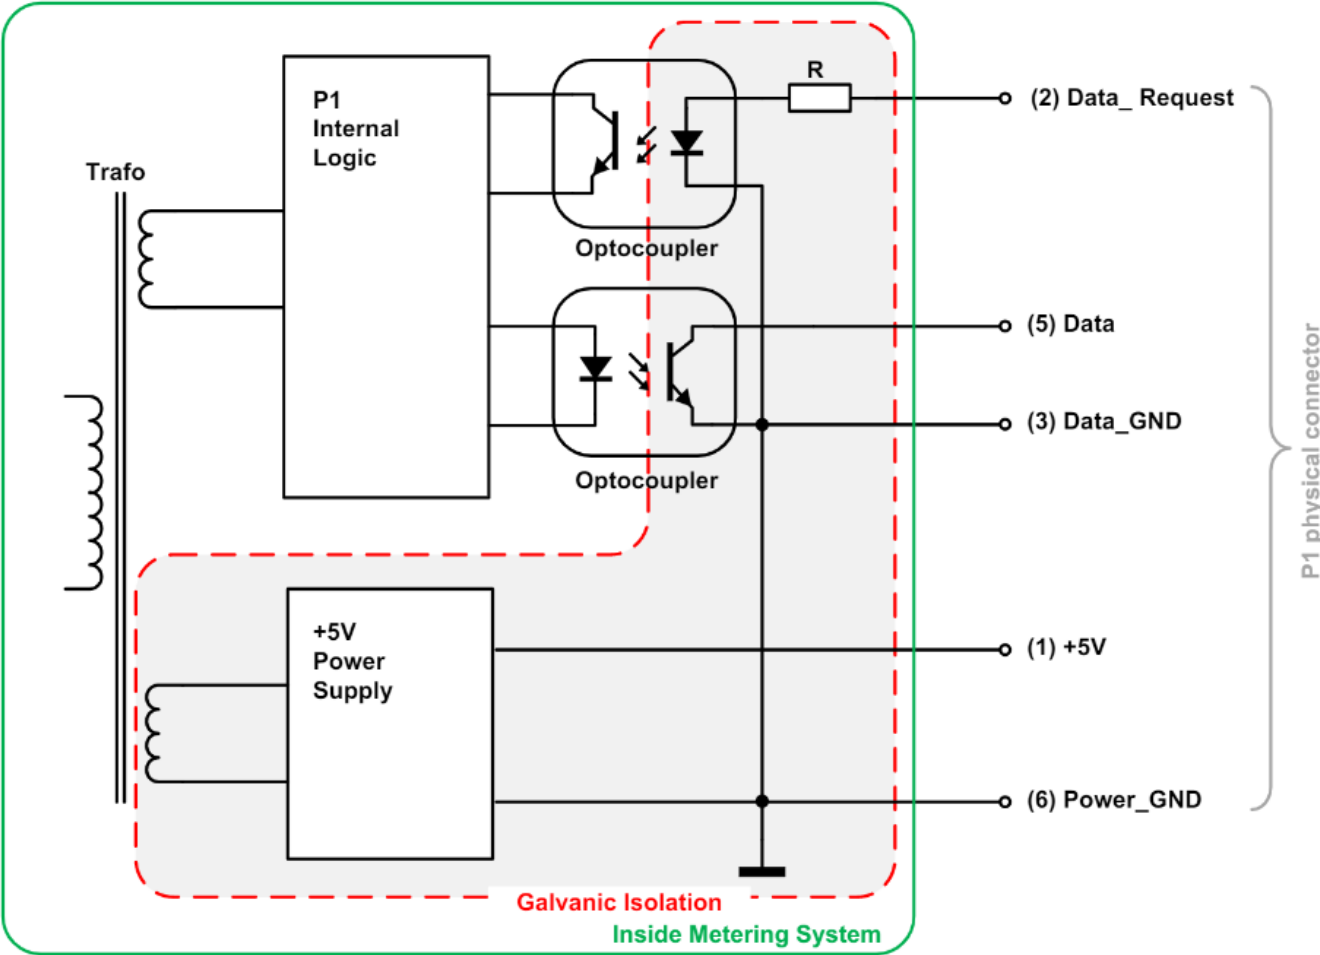 R
P1
Internal
Logic
(2) Data_ Request
Trafo
Optocoupler
(5) Data
(3) Data_GND
P1 physical connector
Optocoupler
+5V
Power
Supply
(1) +5V
(6) Power_GND
Galvanic Isolation
Inside Metering System